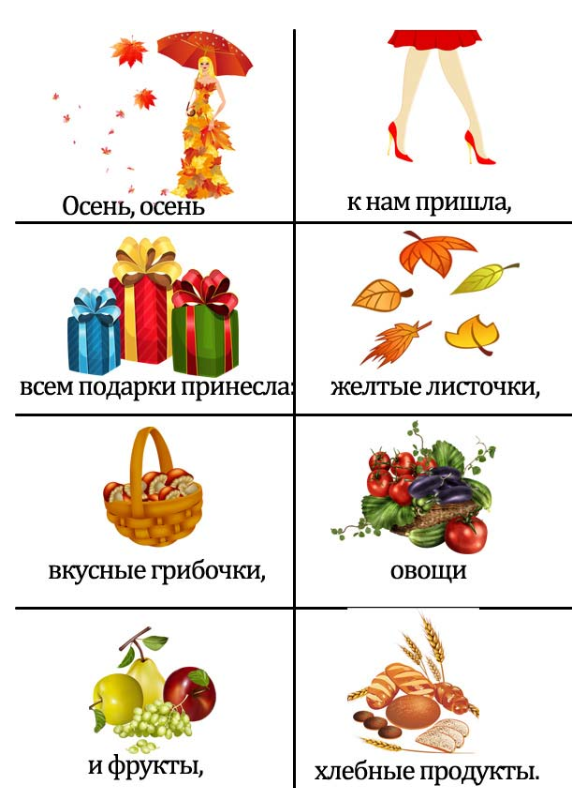 Осень, осень
к нам пришла,
всем подарки принесла:
желтые листочки,
вкусные грибочки,
овощи
и фрукты,
хлебные продукты.